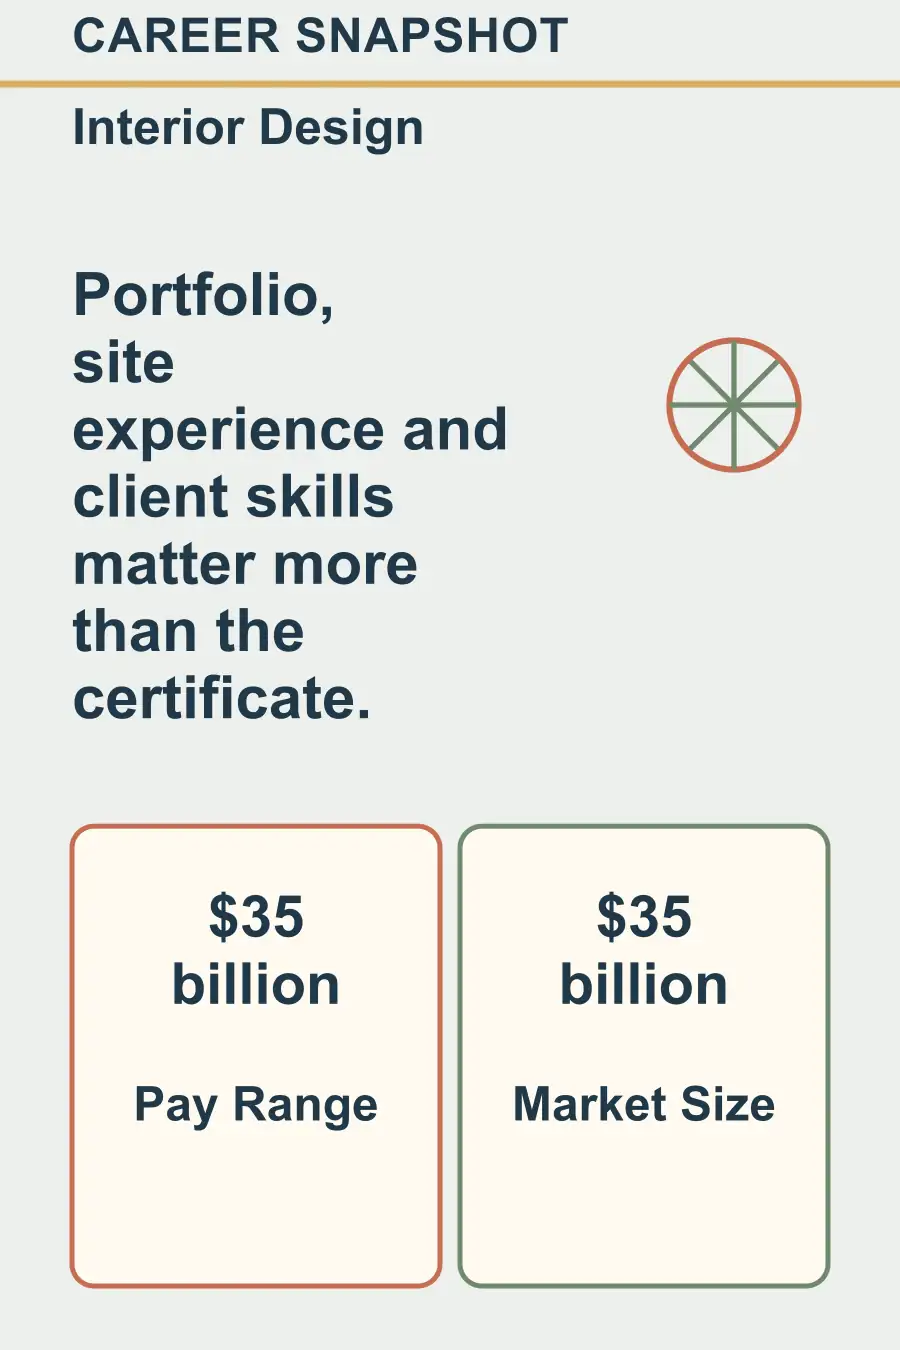 CAREER SNAPSHOT
Interior Design
Portfolio,
site
experience and
client skills
matter more
than the
certificate.
$35
billion
Pay Range
$35
billion
Market Size